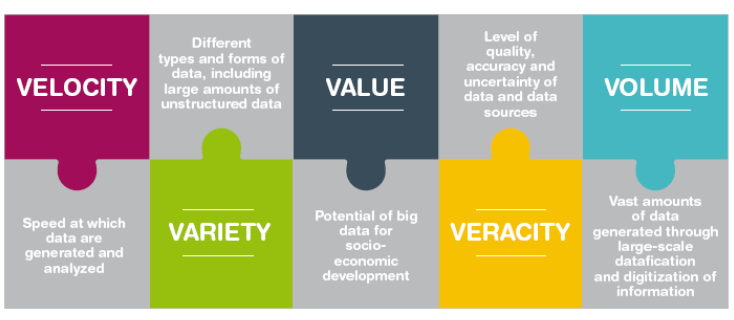 VELOCITY
Speed at which
data are
generated and
analyzed
Different
types and forms of
data, including
large amounts of
unstructured data
VARIETY
VALUE
Potential of big
data for
socio-
economic
development
Level of
quality,
accuracy and
uncertainty of
data and data
sources
VERACITY
VOLUME
Vast amounts
of data
generated through
large-scale
datafication
and digitization of
information